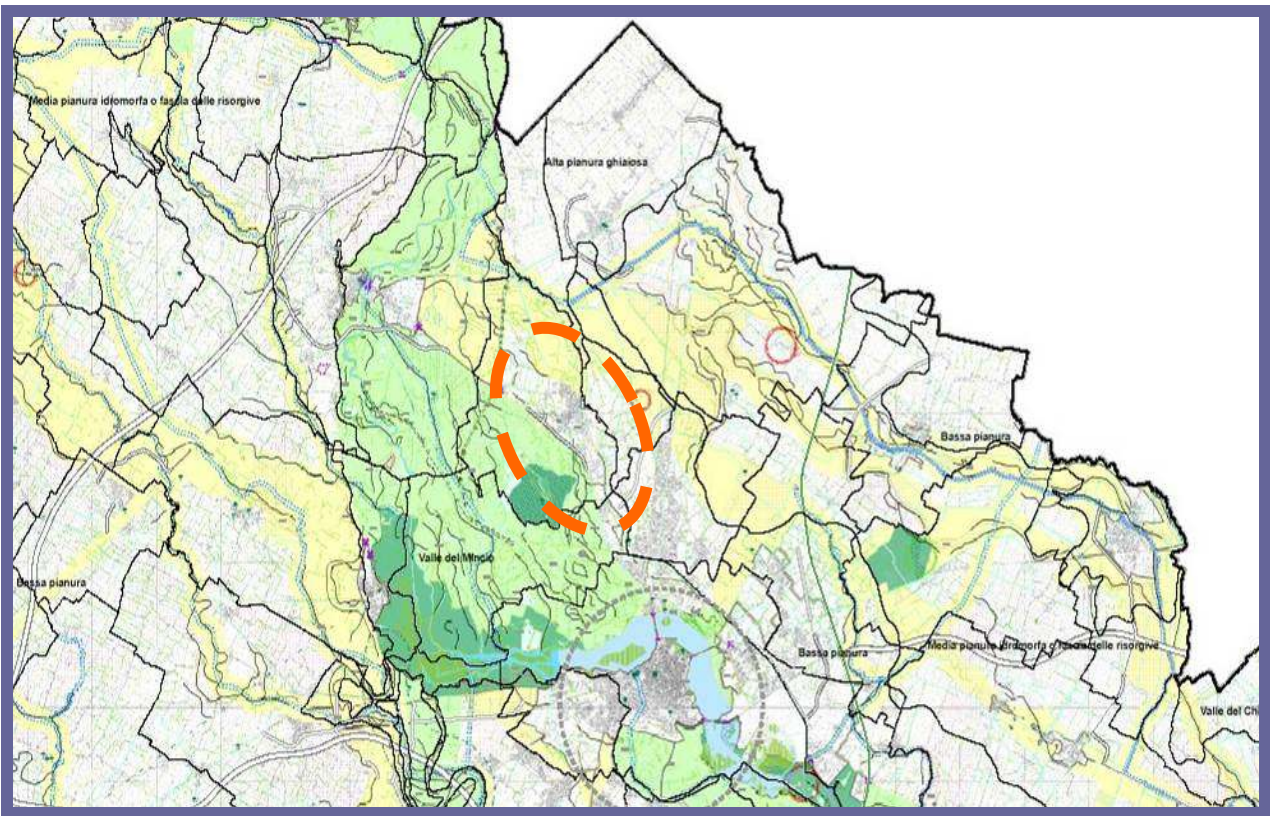 Media pianura idromorfa o fascia delle risorgive
Alta pianura ghiaiosa
Bassa pianura
Valle del Mincio
Bassa pianura
Bassa pianura
Media pianura idromorfa o fascia delle risorgive
Valle del Chi